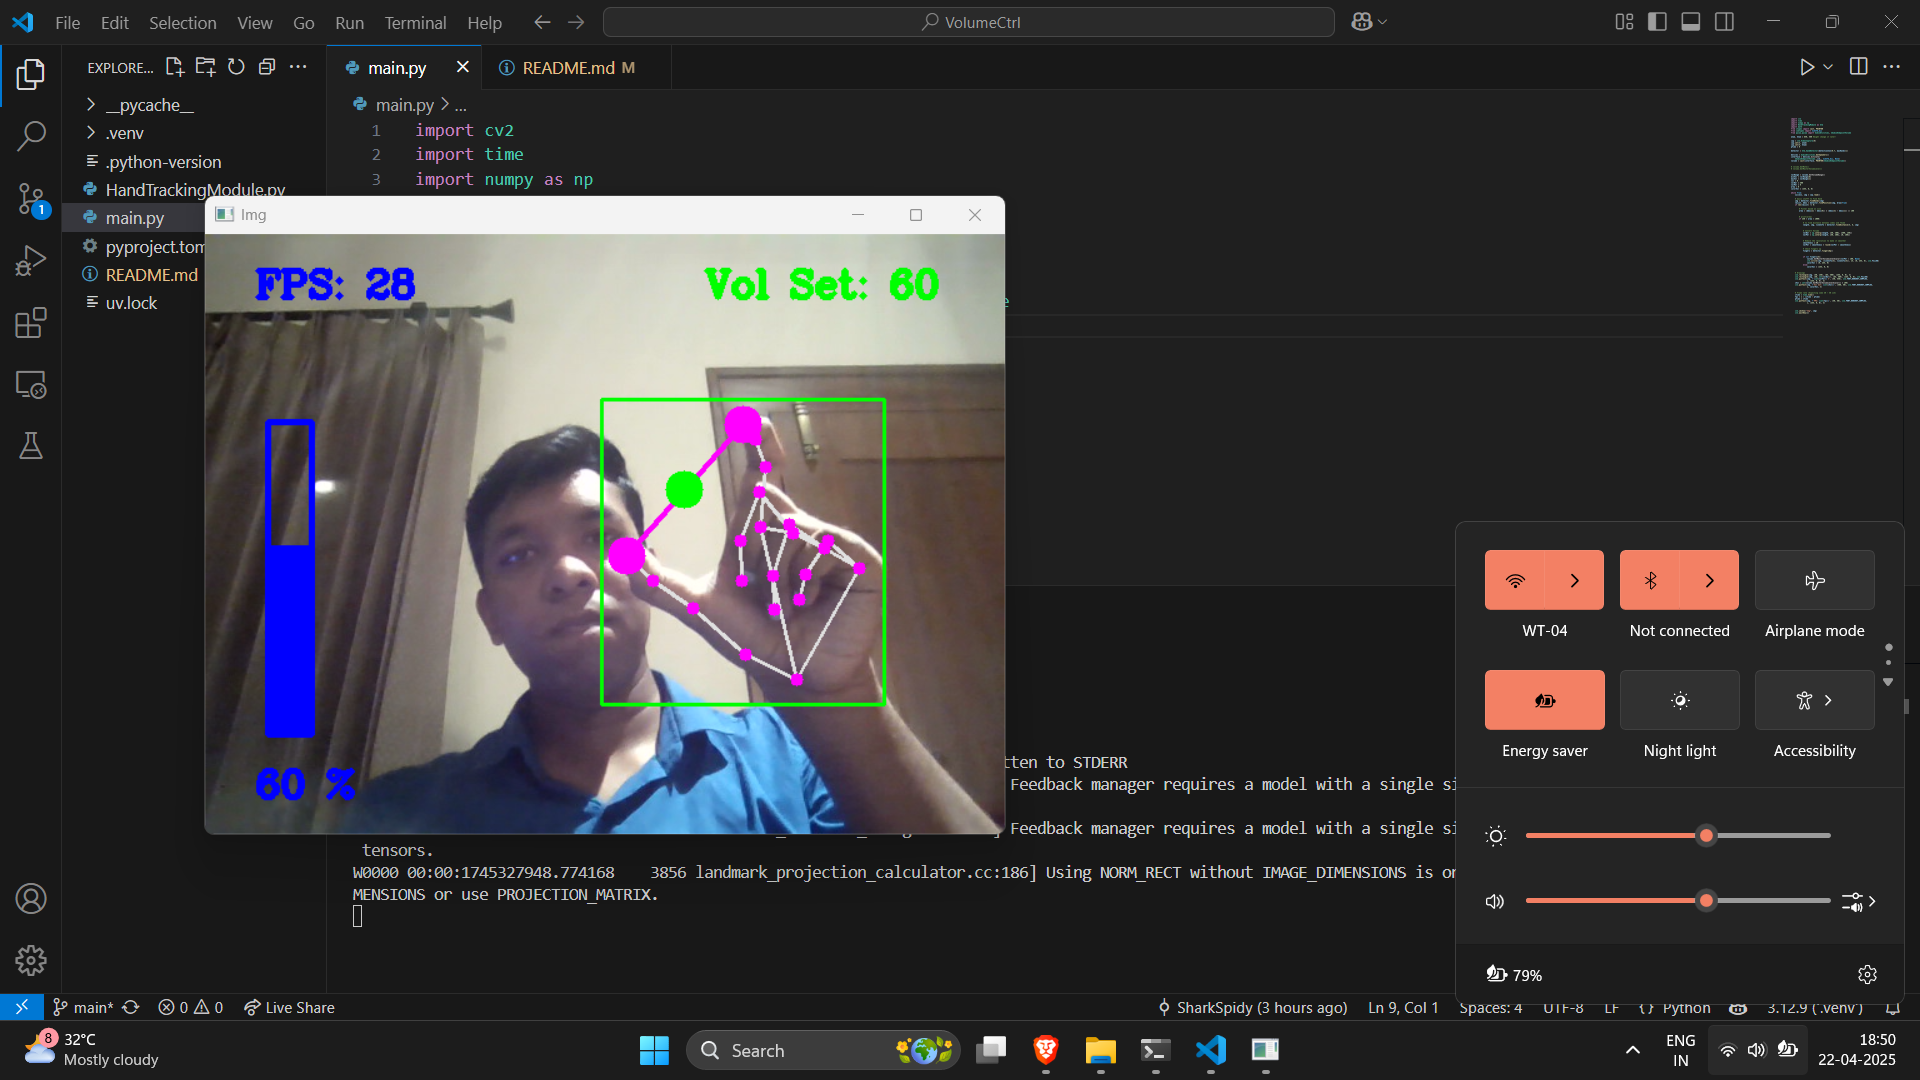 File Edit Selection View Go Run Terminal Help
VolumeCtrl
EXPLORE...
main.py
README.md M
__pycache__
.venv
.python-version
HandTrackingModule.py
main.py
pyproject.tom
README.md
uv.lock
main.py > ...
1 import cv2
2 import time
3 import numpy as np
Img
FPS: 28
Vol Set: 60
60 %
1
tten to STDERR
Feedback manager requires a model with a single si
Feedback manager requires a model with a single si
tensors.
W0000 00:00:1745327948.774168 3856 landmark_projection_calculator.cc:186] Using NORM_RECT without IMAGE_DIMENSIONS is on
MENSIONS or use PROJECTION_MATRIX.
WT-04
Not connected
Airplane mode
Energy saver
Night light
Accessibility
79%
main* 0 0 Live Share
SharkSpidy (3 hours ago) Ln 9, Col 1 Spaces: 4 UTF-8 LF {} Python 3.12.9 ('.venv')
8
32°C
Mostly cloudy
Search
ENG
IN
18:50
22-04-2025